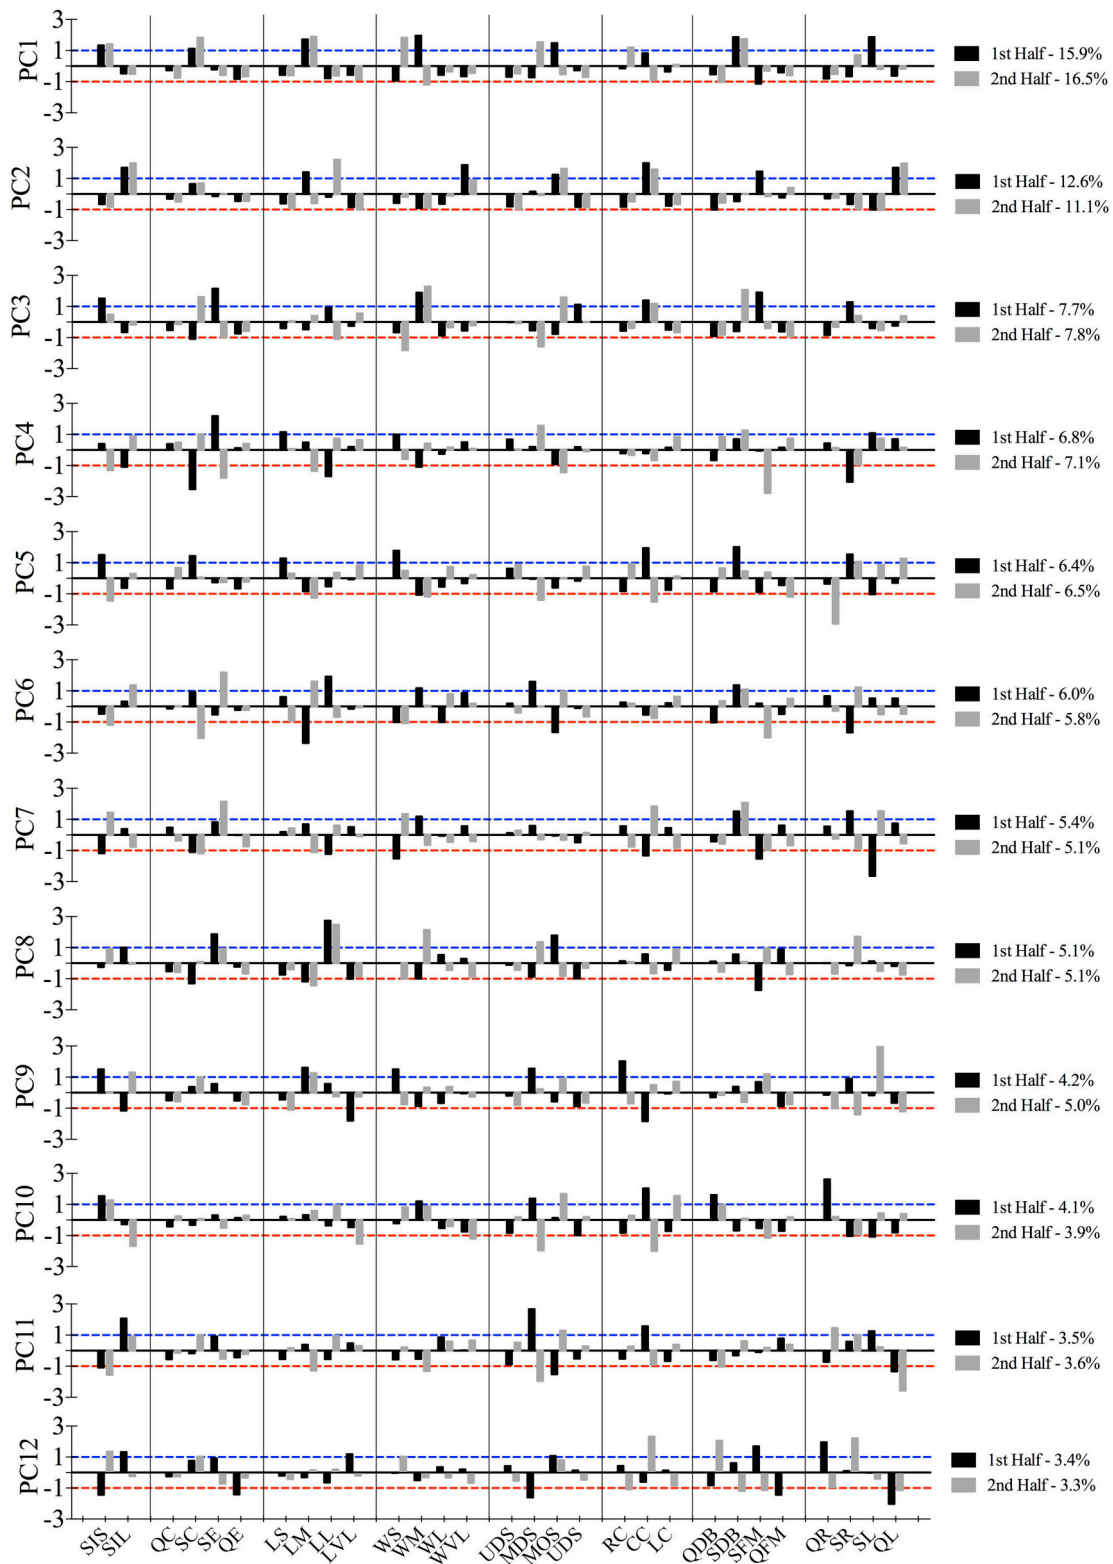 PC1
3
1
-1
-3
1st Half - 15.9%
2nd Half - 16.5%
PC2
3
1
-1
-3
1st Half - 12.6%
2nd Half - 11.1%
PC3
3
1
-1
-3
1st Half - 7.7%
2nd Half - 7.8%
PC4
3
1
-1
-3
1st Half - 6.8%
2nd Half - 7.1%
PC5
3
1
-1
-3
1st Half - 6.4%
2nd Half - 6.5%
PC6
3
1
-1
-3
1st Half - 6.0%
2nd Half - 5.8%
PC7
3
1
-1
-3
1st Half - 5.4%
2nd Half - 5.1%
PC8
3
1
-1
-3
1st Half - 5.1%
2nd Half - 5.1%
PC9
3
1
-1
-3
1st Half - 4.2%
2nd Half - 5.0%
PC10
3
1
-1
-3
1st Half - 4.1%
2nd Half - 3.9%
PC11
3
1
-1
-3
1st Half - 3.5%
2nd Half - 3.6%
PC12
3
1
-1
-3
1st Half - 3.4%
2nd Half - 3.3%
SIS SIL QC SC SE QE LS LM LL LVL WS WM WL WVL UDS MDS MOS UDS RC CC LC QDB SDB SFM QFM QR SR SL QL